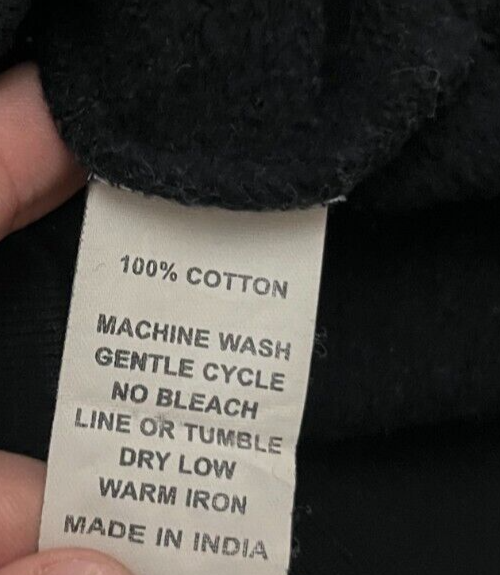 100% COTTON
MACHINE WASH
GENTLE CYCLE
NO BLEACH
LINE OR TUMBLE
DRY LOW
WARM IRON
MADE IN INDIA